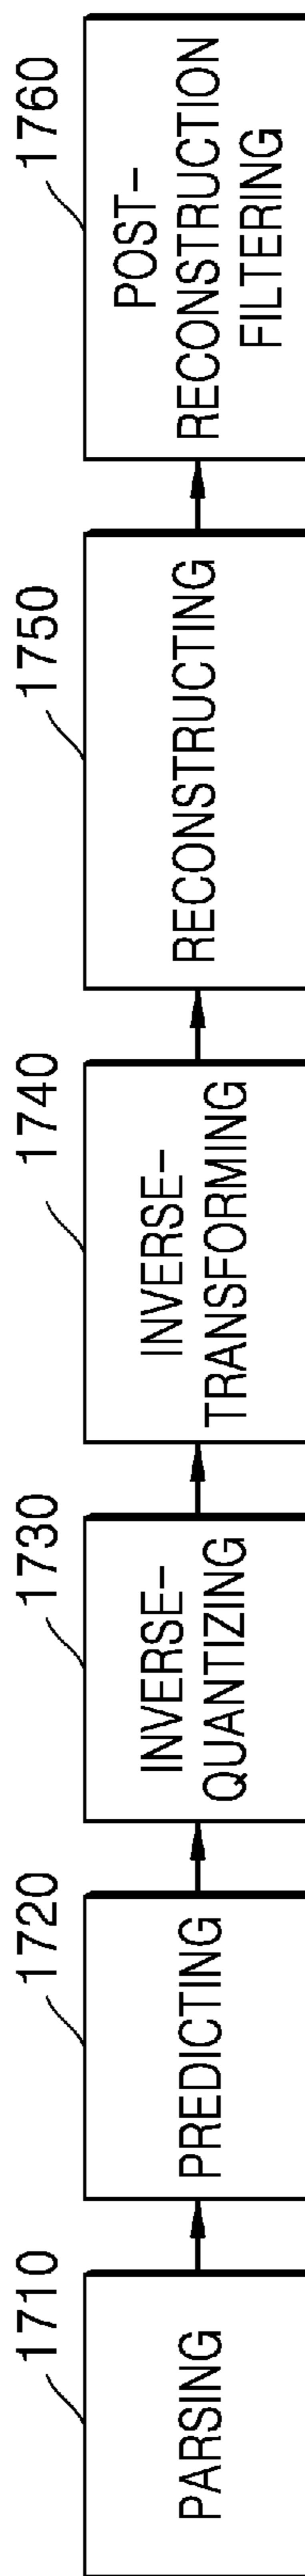 1710
PARSING
1720
PREDICTING
1730
INVERSE-
QUANTIZING
1740
INVERSE-
TRANSFORMING
1750
RECONSTRUCTING
1760
POST-
RECONSTRUCTION
FILTERING